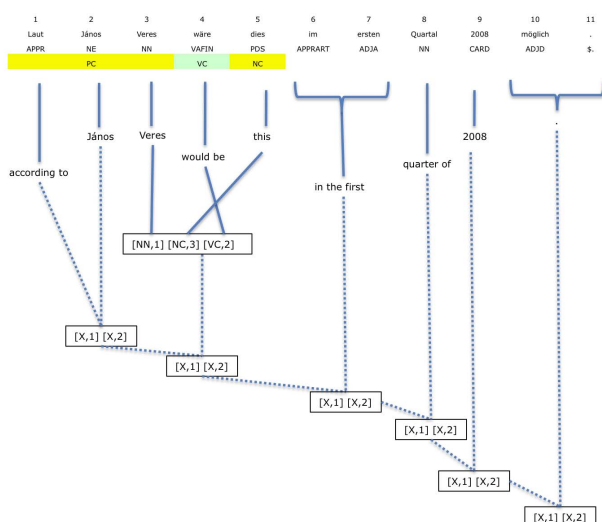 1 2 3 4 5 6 7 8 9 10 11
Laut János Veres wäre dies im ersten Quartal 2008 möglich .
APPR NE NN VAFIN PDS APPRART ADJA NN CARD ADJD $.
PC VC NC
János Veres this . 2008
would be
quarter of
according to
in the first
[NN,1] [NC,3] [VC,2]
[X,1] [X,2]
[X,1] [X,2]
[X,1] [X,2]
[X,1] [X,2]
[X,1] [X,2]
[X,1] [X,2]